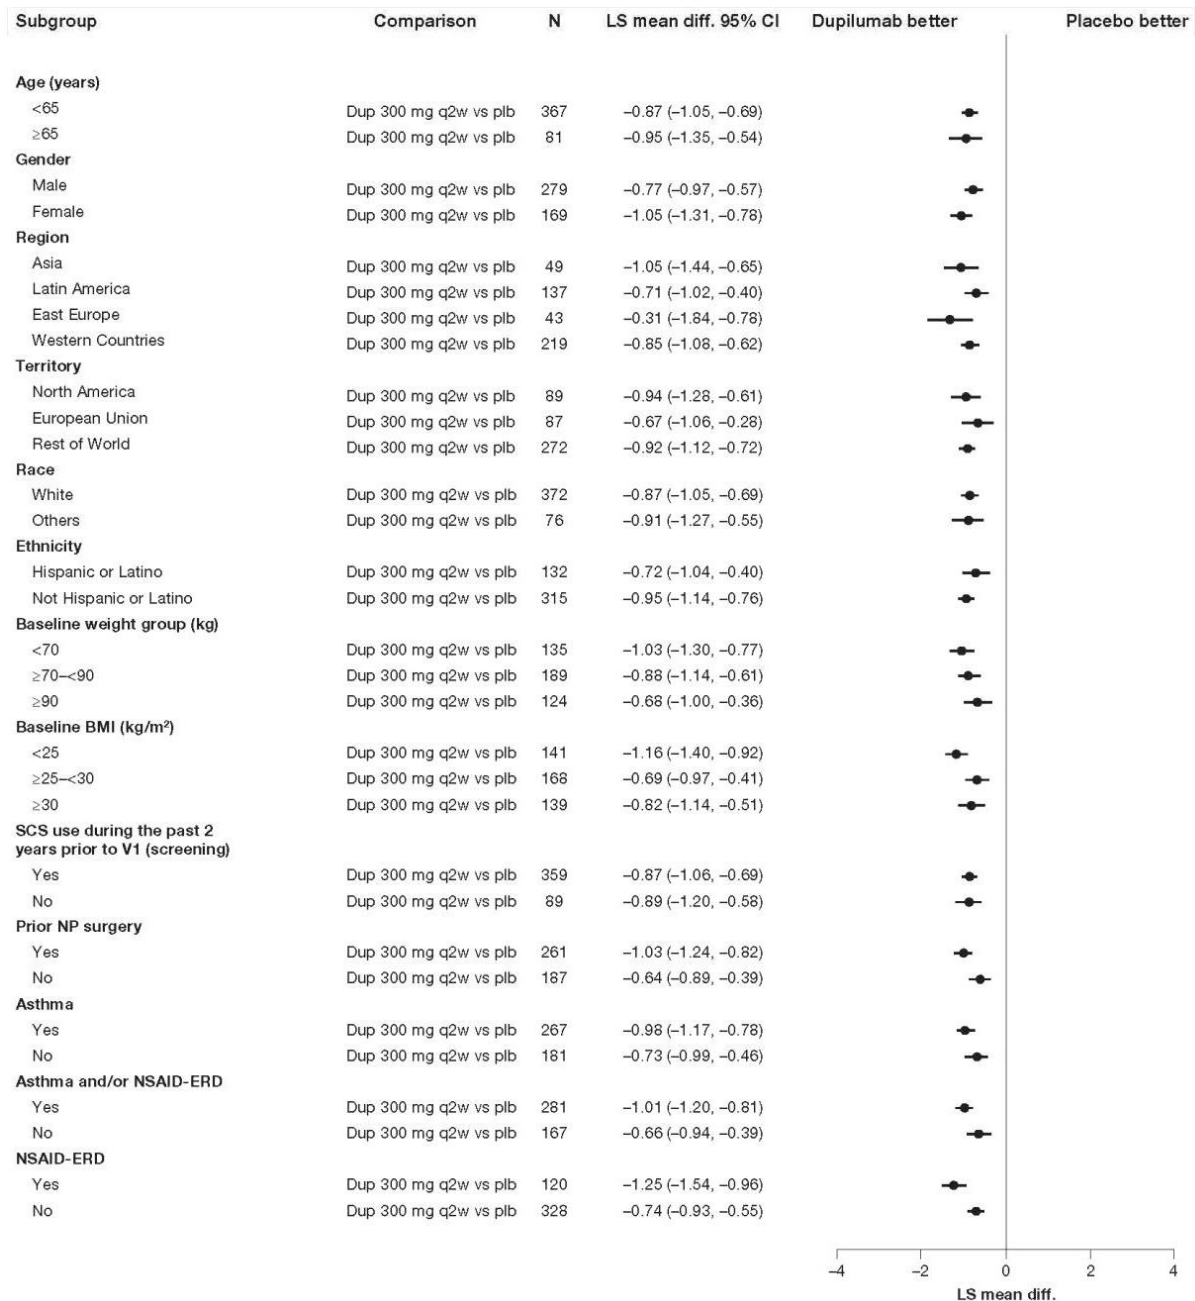 Subgroup Comparison N LS mean diff. 95% CI Dupilumab better Placebo better
Age (years)
<65 Dup 300 mg q2w vs plb 367 –0.87 (–1.05, –0.69)
≥65 Dup 300 mg q2w vs plb 81 –0.95 (–1.35, –0.54)
Gender
Male Dup 300 mg q2w vs plb 279 –0.77 (–0.97, –0.57)
Female Dup 300 mg q2w vs plb 169 –1.05 (–1.31, –0.78)
Region
Asia Dup 300 mg q2w vs plb 49 –1.05 (–1.44, –0.65)
Latin America Dup 300 mg q2w vs plb 137 –0.71 (–1.02, –0.40)
East Europe Dup 300 mg q2w vs plb 43 –0.31 (–1.84, –0.78)
Western Countries Dup 300 mg q2w vs plb 219 –0.85 (–1.08, –0.62)
Territory
North America Dup 300 mg q2w vs plb 89 –0.94 (–1.28, –0.61)
European Union Dup 300 mg q2w vs plb 87 –0.67 (–1.06, –0.28)
Rest of World Dup 300 mg q2w vs plb 272 –0.92 (–1.12, –0.72)
Race
White Dup 300 mg q2w vs plb 372 –0.87 (–1.05, –0.69)
Others Dup 300 mg q2w vs plb 76 –0.91 (–1.27, –0.55)
Ethnicity
Hispanic or Latino Dup 300 mg q2w vs plb 132 –0.72 (–1.04, –0.40)
Not Hispanic or Latino Dup 300 mg q2w vs plb 315 –0.95 (–1.14, –0.76)
Baseline weight group (kg)
<70 Dup 300 mg q2w vs plb 135 –1.03 (–1.30, –0.77)
≥70–<90 Dup 300 mg q2w vs plb 189 –0.88 (–1.14, –0.61)
≥90 Dup 300 mg q2w vs plb 124 –0.68 (–1.00, –0.36)
Baseline BMI (kg/m²)
<25 Dup 300 mg q2w vs plb 141 –1.16 (–1.40, –0.92)
≥25–<30 Dup 300 mg q2w vs plb 168 –0.69 (–0.97, –0.41)
≥30 Dup 300 mg q2w vs plb 139 –0.82 (–1.14, –0.51)
SCS use during the past 2
years prior to V1 (screening)
Yes Dup 300 mg q2w vs plb 359 –0.87 (–1.06, –0.69)
No Dup 300 mg q2w vs plb 89 –0.89 (–1.20, –0.58)
Prior NP surgery
Yes Dup 300 mg q2w vs plb 261 –1.03 (–1.24, –0.82)
No Dup 300 mg q2w vs plb 187 –0.64 (–0.89, –0.39)
Asthma
Yes Dup 300 mg q2w vs plb 267 –0.98 (–1.17, –0.78)
No Dup 300 mg q2w vs plb 181 –0.73 (–0.99, –0.46)
Asthma and/or NSAID-ERD
Yes Dup 300 mg q2w vs plb 281 –1.01 (–1.20, –0.81)
No Dup 300 mg q2w vs plb 167 –0.66 (–0.94, –0.39)
NSAID-ERD
Yes Dup 300 mg q2w vs plb 120 –1.25 (–1.54, –0.96)
No Dup 300 mg q2w vs plb 328 –0.74 (–0.93, –0.55)
–4 –2 0 2 4
LS mean diff.